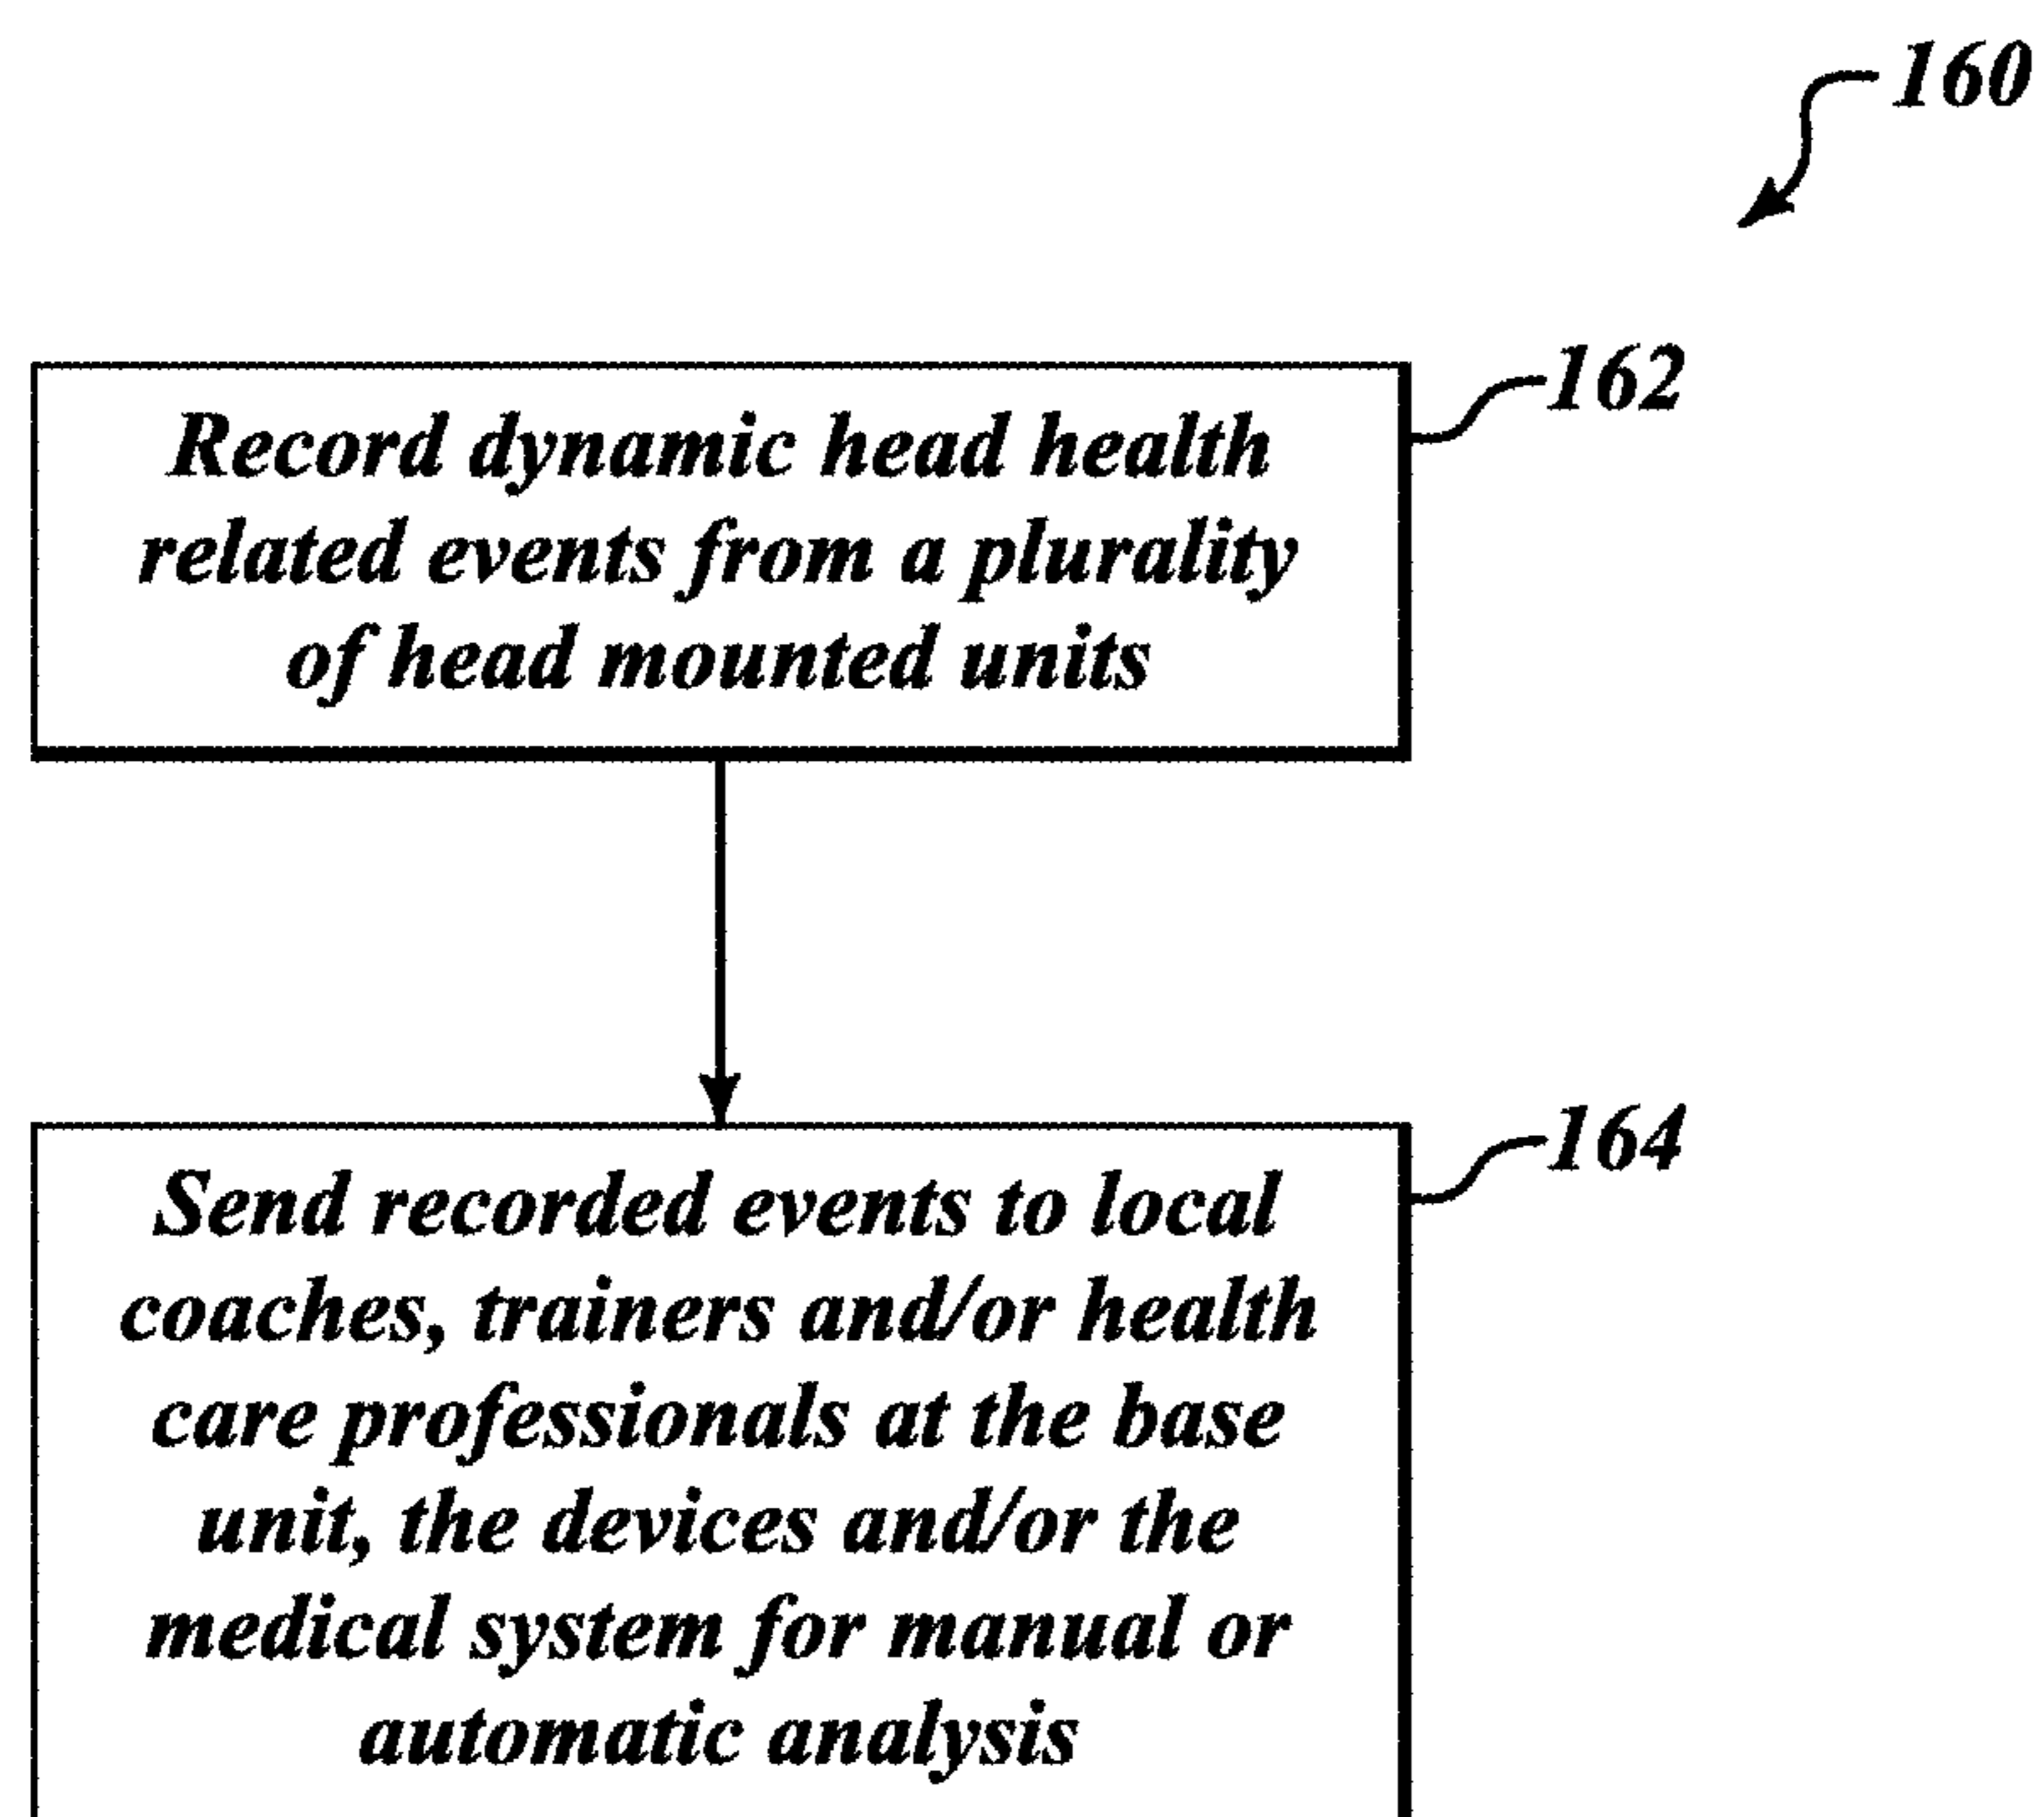 160
162
Record dynamic head health
related events from a plurality
of head mounted units
164
Send recorded events to local
coaches, trainers and/or health
care professionals at the base
unit, the devices and/or the
medical system for manual or
automatic analysis